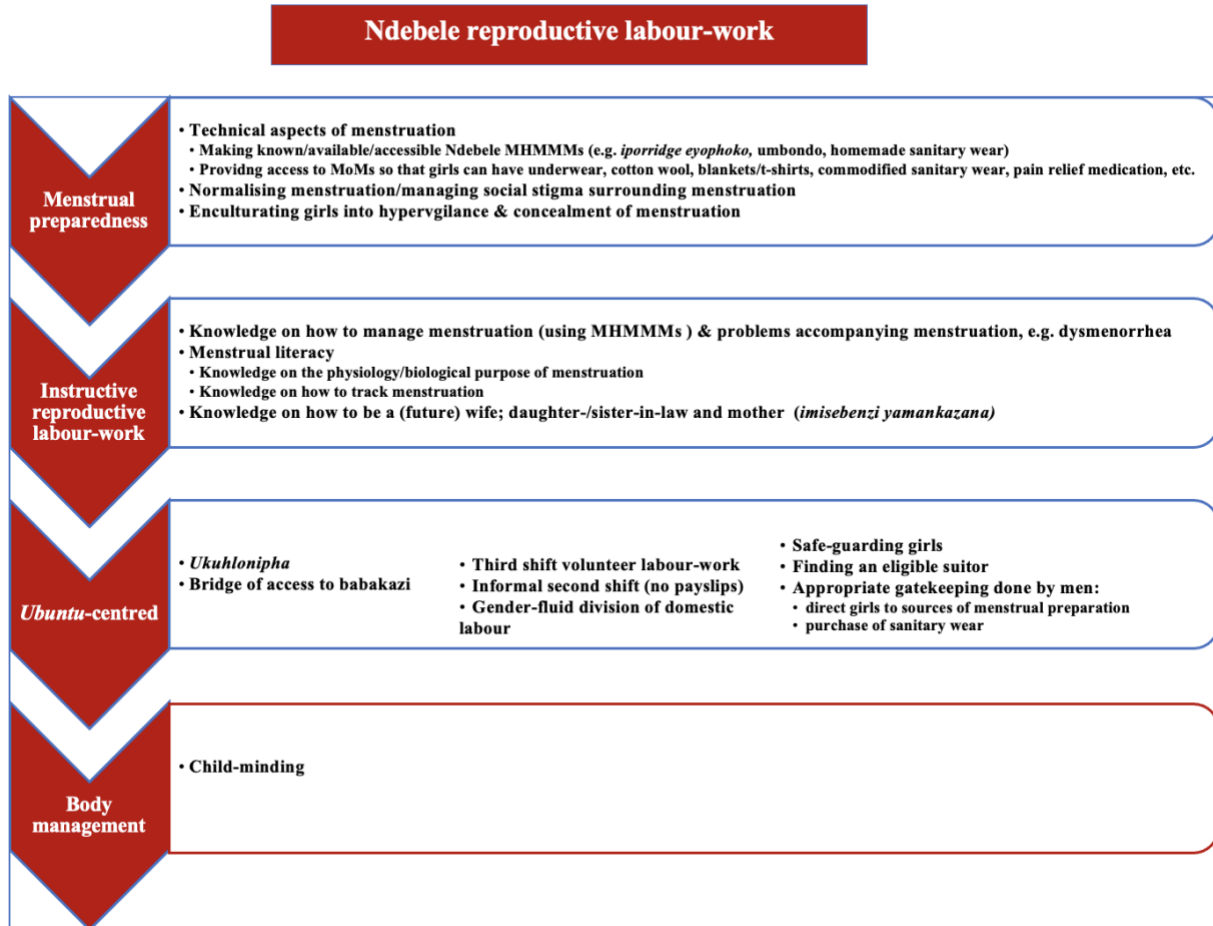 Ndebele reproductive labour-work
Menstrual
preparedness
• Technical aspects of menstruation
• Making known/available/accessible Ndebele MHMMMs (e.g. iporridge eyophoko, umbondo, homemade sanitary wear)
• Providng access to MoMs so that girls can have underwear, cotton wool, blankets/t-shirts, commodified sanitary wear, pain relief medication, etc.
• Normalising menstruation/managing social stigma surrounding menstruation
• Enculturating girls into hypervgilance & concealment of menstruation
Instructive
reproductive
labour-work
• Knowledge on how to manage menstruation (using MHMMMs ) & problems accompanying menstruation, e.g. dysmenorrhea
• Menstrual literacy
• Knowledge on the physiology/biological purpose of menstruation
• Knowledge on how to track menstruation
• Knowledge on how to be a (future) wife; daughter-/sister-in-law and mother (imisebenzi yamankazana)
Ubuntu-centred
• Ukuhlonipha
• Bridge of access to babakazi
• Third shift volunteer labour-work
• Informal second shift (no payslips)
• Gender-fluid division of domestic
labour
• Safe-guarding girls
• Finding an eligible suitor
• Appropriate gatekeeping done by men:
• direct girls to sources of menstrual preparation
• purchase of sanitary wear
Body
management
• Child-minding